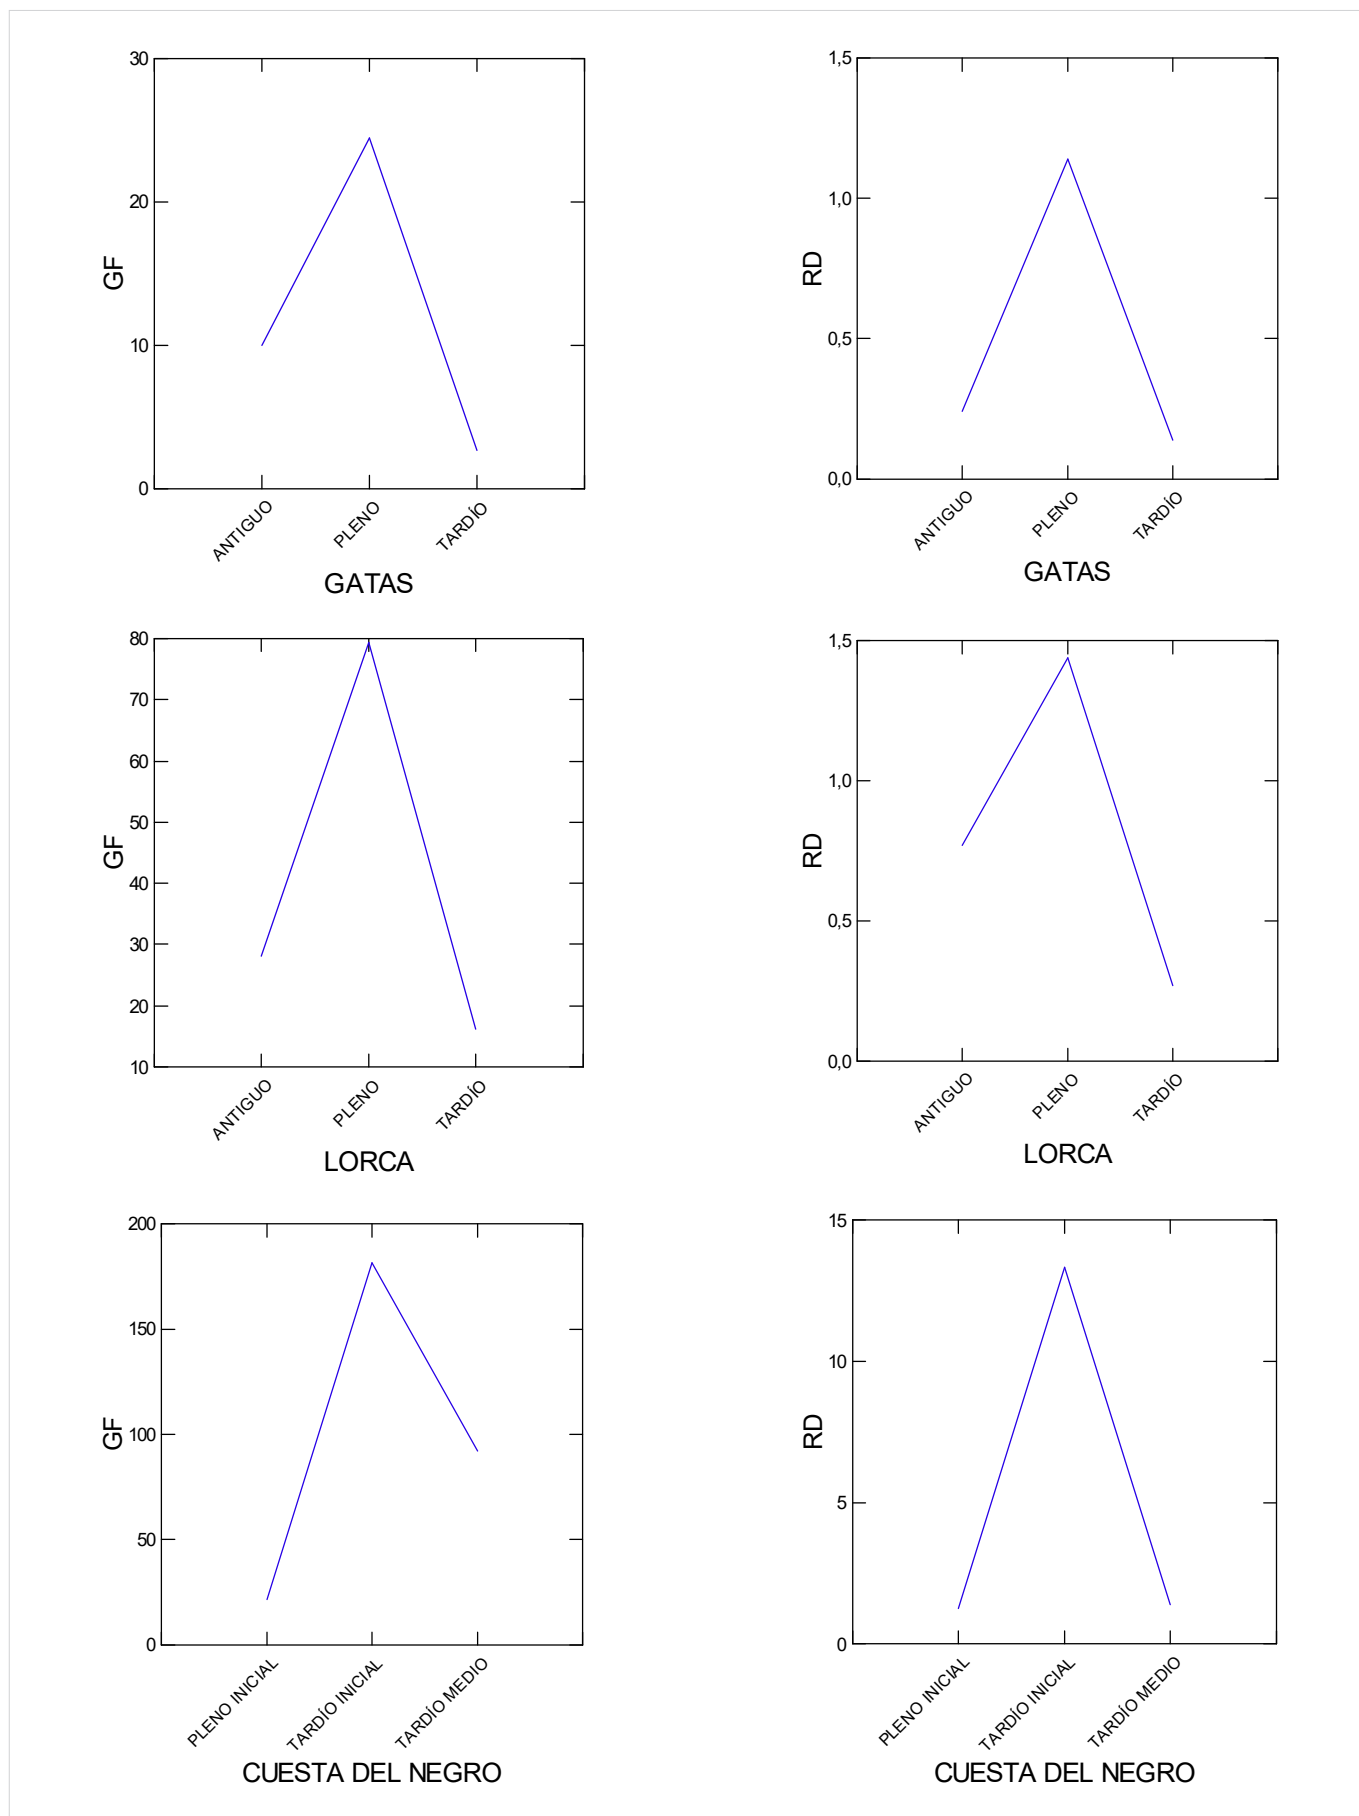 30
20
10
0
GF
ANTIGUO
PLENO
TARDÍO
GATAS
1,5
1,0
0,5
0,0
RD
ANTIGUO
PLENO
TARDÍO
GATAS
80
70
60
50
40
30
20
10
GF
ANTIGUO
PLENO
TARDÍO
LORCA
1,5
1,0
0,5
0,0
RD
ANTIGUO
PLENO
TARDÍO
LORCA
200
150
100
50
0
GF
PLENO INICIAL
TARDÍO INICIAL
TARDÍO MEDIO
CUESTA DEL NEGRO
15
10
5
0
RD
PLENO INICIAL
TARDÍO INICIAL
TARDÍO MEDIO
CUESTA DEL NEGRO